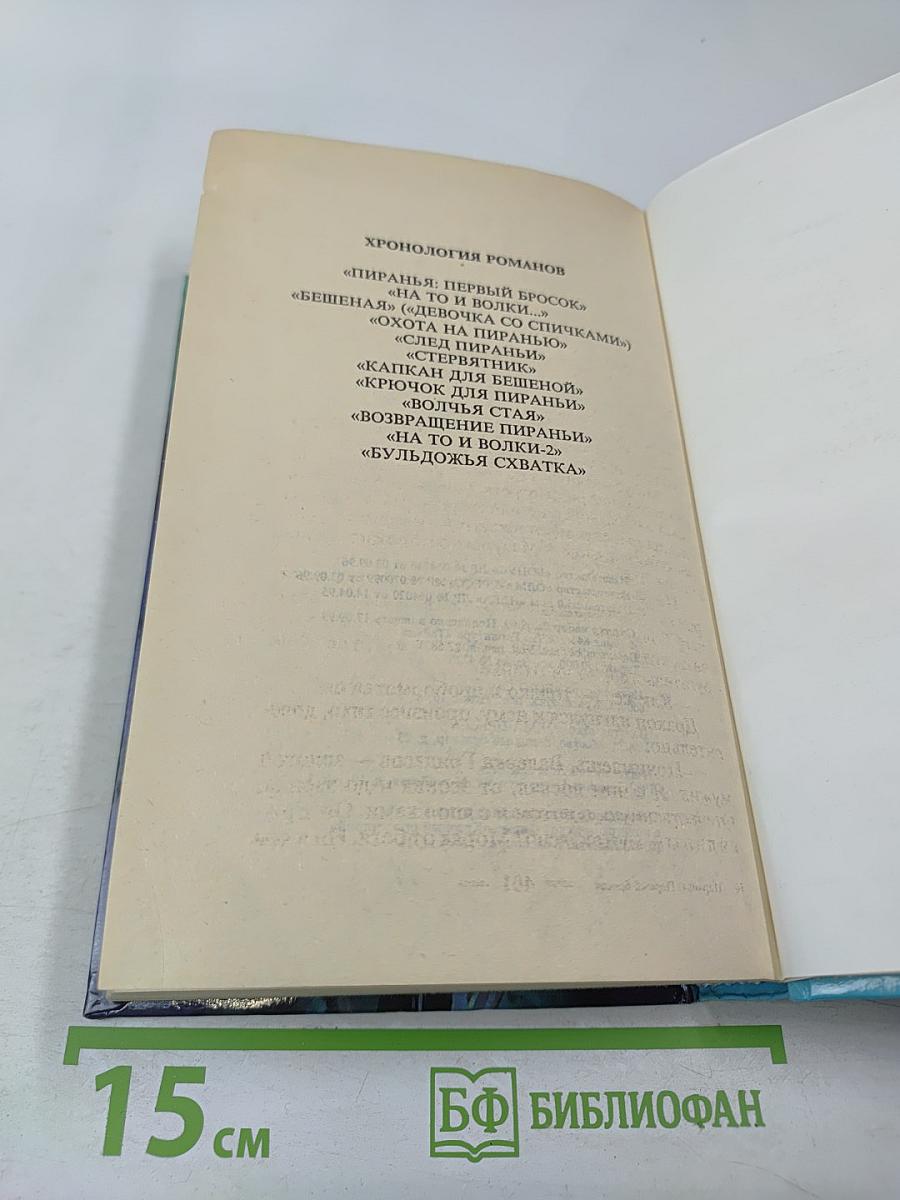 ХРОНОЛОГИЯ РОМАНОВ
«ПИРАНЬЯ: ПЕРВЫЙ БРОСОК»
«НА ТО И ВОЛКИ...»
«БЕШЕНАЯ» («ДЕВОЧКА СО СПИЧКАМИ»)
«ОХОТА НА ПИРАНЬЮ»
«СЛЕД ПИРАНЬИ»
«СТЕРВЯТНИК»
«КАПКАН ДЛЯ БЕШЕНОЙ»
«КРЮЧОК ДЛЯ ПИРАНЬИ»
«ВОЛЧЬЯ СТАЯ»
«ВОЗВРАЩЕНИЕ ПИРАНЬИ»
«НА ТО И ВОЛКИ-2»
«БУЛЬДОЖЬЯ СХВАТКА»
15 см
БФ БИБЛИОФАН